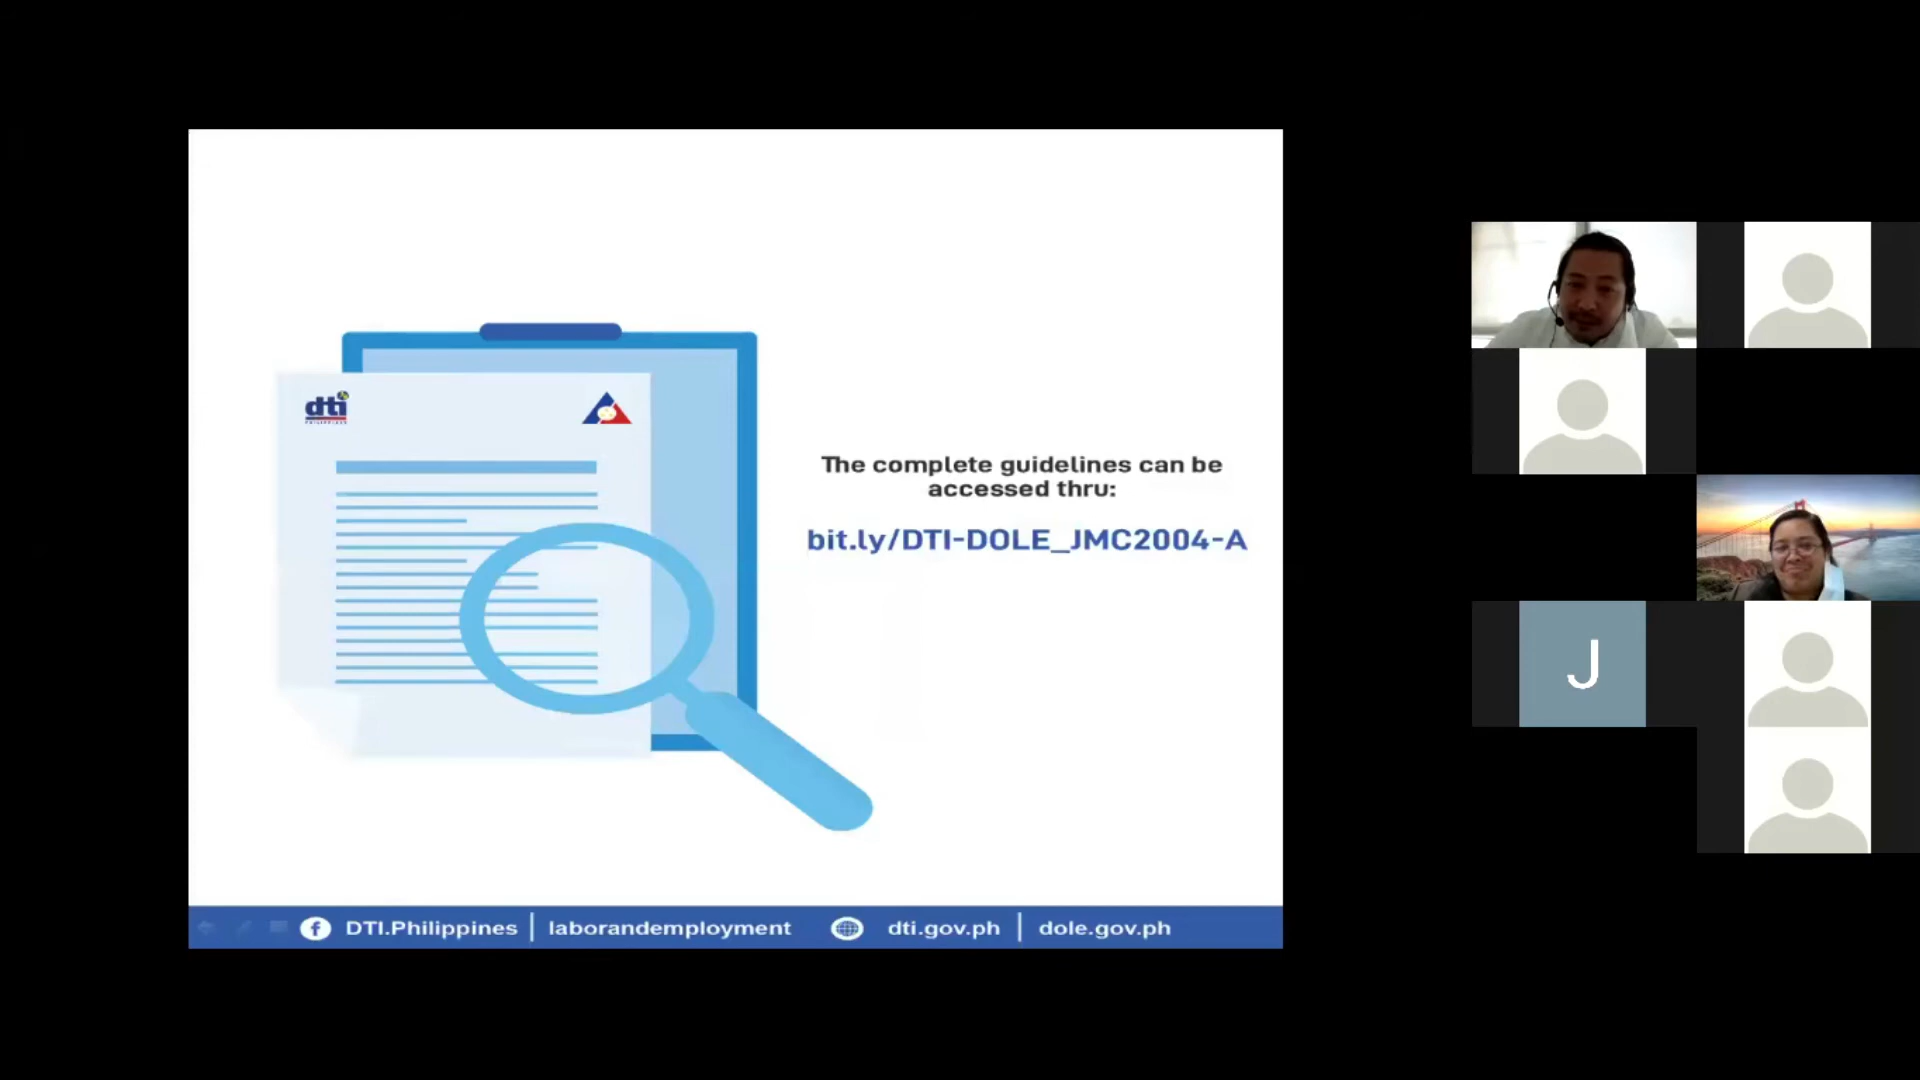 dti
The complete guidelines can be
accessed thru:
bit.ly/DTI-DOLE_JMC2004-A
J
DTI.Philippines | laborandemployment dti.gov.ph | dole.gov.ph